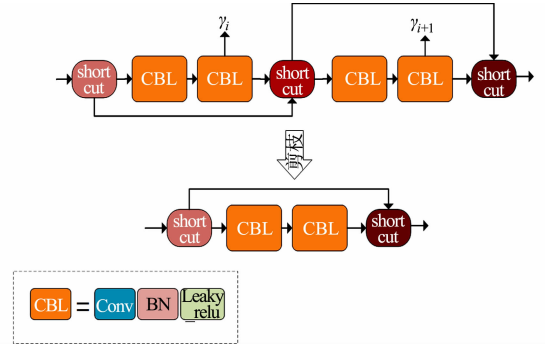 γi
γi+1
short
cut
CBL
CBL
short
cut
CBL
CBL
short
cut
剪枝
short
cut
CBL
CBL
short
cut
CBL = Conv BN Leaky
_relu